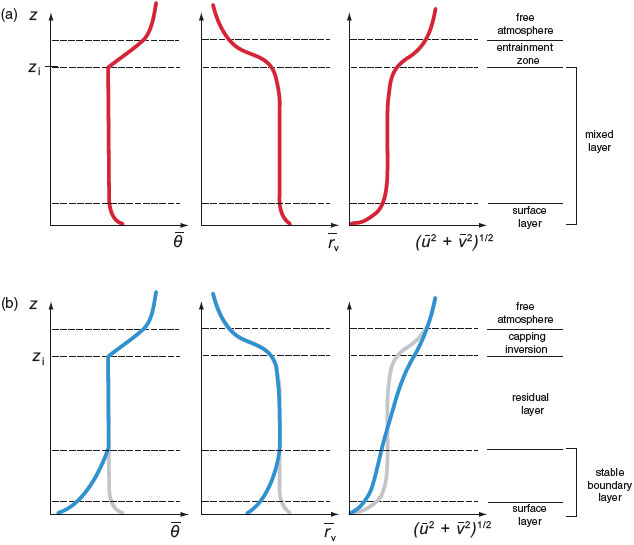 (a)
z
z i
free
atmosphere
entrainment
zone
mixed
layer
surface
layer
θ̅
r̅ᵥ
(ū² + v̄²)¹/²
(b)
z
z i
free
atmosphere
capping
inversion
residual
layer
stable
boundary
layer
surface
layer
θ̅
r̅ᵥ
(ū² + v̄²)¹/²